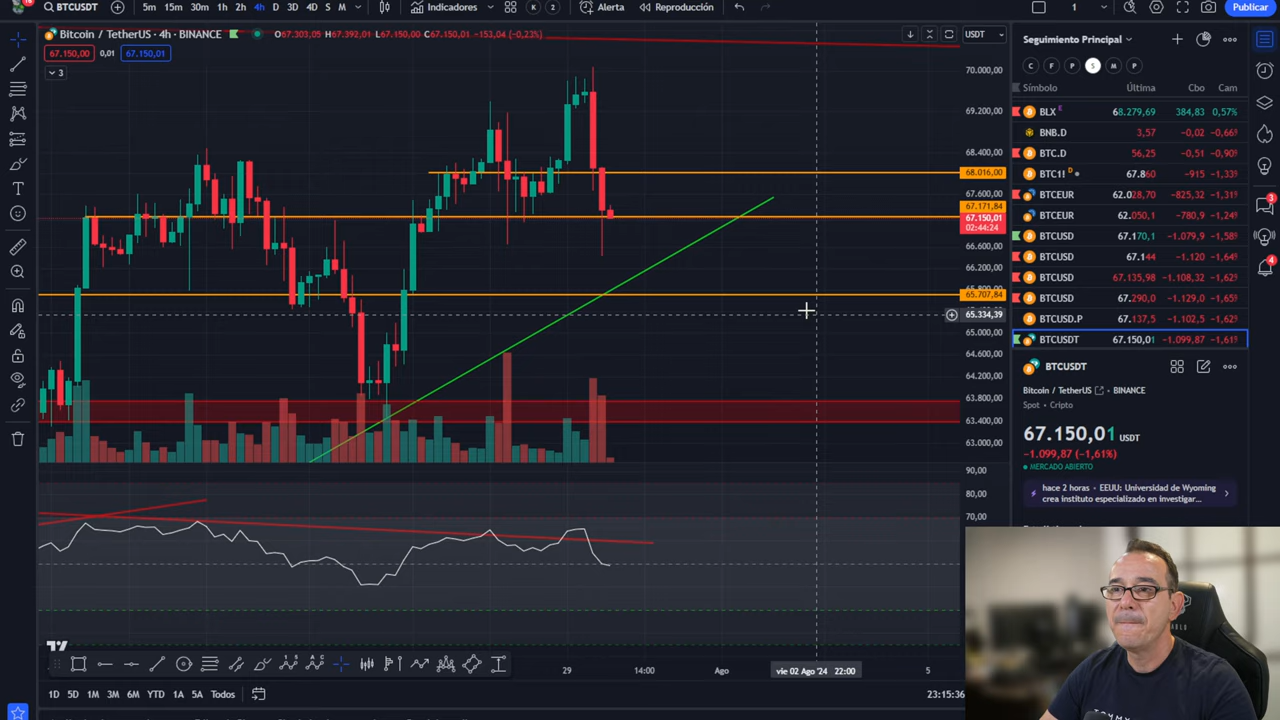 BTCUSDT 5m 15m 30m 1h 2h 4h D 3D 4D S M Indicadores K 2 Alerta Reproducción 1 Publicar
Bitcoin / TetherUS · 4h · BINANCE O67.303,05 H67.392,01 L67.150,00 C67.150,01 −153,04 (−0,23%) USDT
67.150,00 0,01 67.150,01
3
70.000,00
69.200,00
68.400,00
68.016,00
67.600,00
67.171,84
67.150,01
02:44:24
66.600,00
66.200,00
65.707,84
65.334,39
65.000,00
64.600,00
64.200,00
63.800,00
63.400,00
63.000,00
90,00
80,00
70,00
29 14:00 Ago vie 02 Ago '24 22:00 5
1D 5D 1M 3M 6M YTD 1A 5A Todos 23:15:36
Seguimiento Principal
C F P S M P
Símbolo Última Cbo Cam
BLX E 68.279,69 384,83 0,57%
BNB.D 3,57 −0,02 −0,66%
BTC.D 56,25 −0,51 −0,90%
BTC1! D 67.860 −915 −1,33%
BTCEUR 62.028,70 −825,32 −1,31%
BTCEUR 62.050,1 −780,9 −1,24%
BTCUSD 67.170,1 −1.079,9 −1,58%
BTCUSD 67.144 −1.120 −1,64%
BTCUSD 67.135,98 −1.108,32 −1,62%
BTCUSD 67.290,0 −1.129,0 −1,65%
BTCUSD.P 67.137,5 −1.102,5 −1,62%
BTCUSDT 67.150,01 −1.099,87 −1,61%
BTCUSDT
Bitcoin / TetherUS BINANCE
Spot • Cripto
67.150,01 USDT
−1.099,87 (−1,61%)
MERCADO ABIERTO
hace 2 horas • EEUU: Universidad de Wyoming
crea instituto especializado en investigar...
3
4